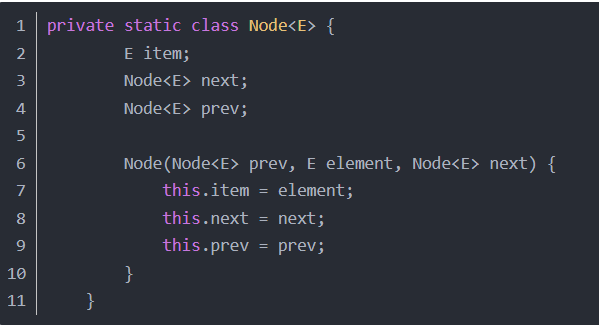 1 private static class Node<E> {
2         E item;
3         Node<E> next;
4         Node<E> prev;
5
6         Node(Node<E> prev, E element, Node<E> next) {
7             this.item = element;
8             this.next = next;
9             this.prev = prev;
10         }
11     }